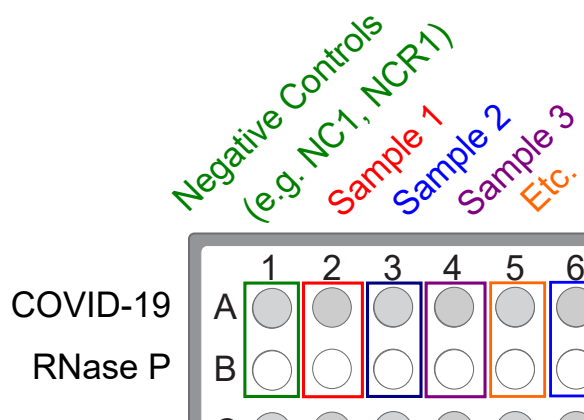 Negative Controls
(e.g. NC1, NCR1)
Sample 1
Sample 2
Sample 3
Etc.
1 2 3 4 5 6
COVID-19 A
RNase P B